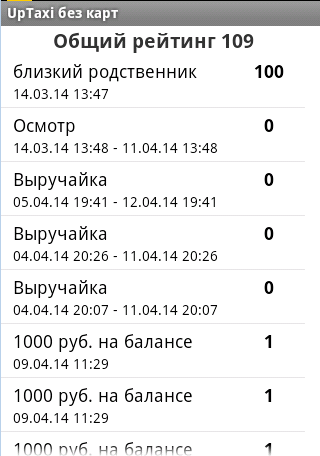 UpTaxi без карт
Общий рейтинг 109
близкий родственник 100
14.03.14 13:47
Осмотр 0
14.03.14 13:48 - 11.04.14 13:48
Выручайка 0
05.04.14 19:41 - 12.04.14 19:41
Выручайка 0
04.04.14 20:26 - 11.04.14 20:26
Выручайка 0
04.04.14 20:07 - 11.04.14 20:07
1000 руб. на балансе 1
09.04.14 11:29
1000 руб. на балансе 1
09.04.14 11:29
1000 руб. на балансе 1